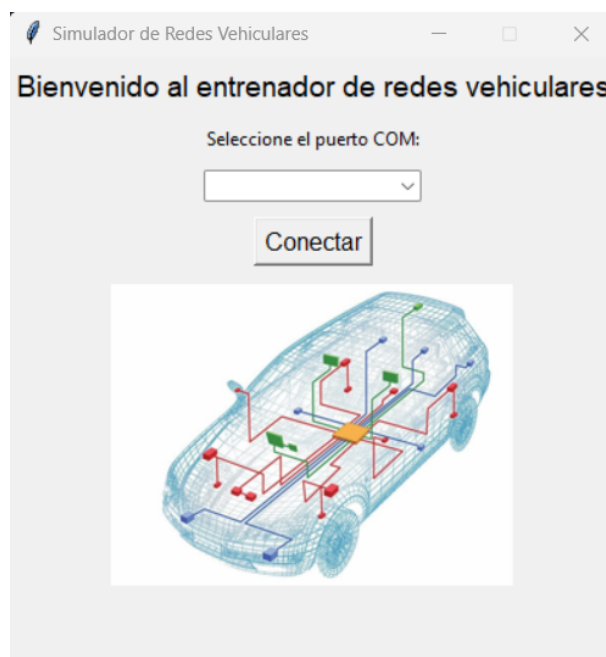 Simulador de Redes Vehiculares
Bienvenido al entrenador de redes vehiculares
Seleccione el puerto COM:
Conectar